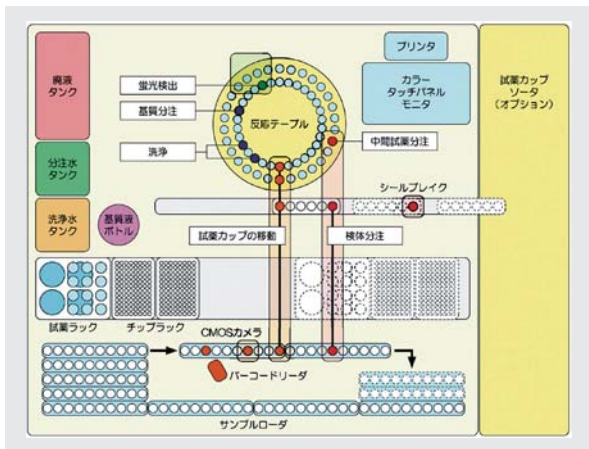 廃液
タンク
分注水
タンク
洗浄水
タンク
基質液
ボトル
蛍光検出
基質分注
洗浄
反応テーブル
プリンタ
カラー
タッチパネル
モニタ
試薬カップ
ソータ
(オプション)
中間試薬分注
シールブレイク
試薬カップの移動
検体分注
試薬ラック
チップラック
CMOSカメラ
バーコードリーダ
サンプルローダ